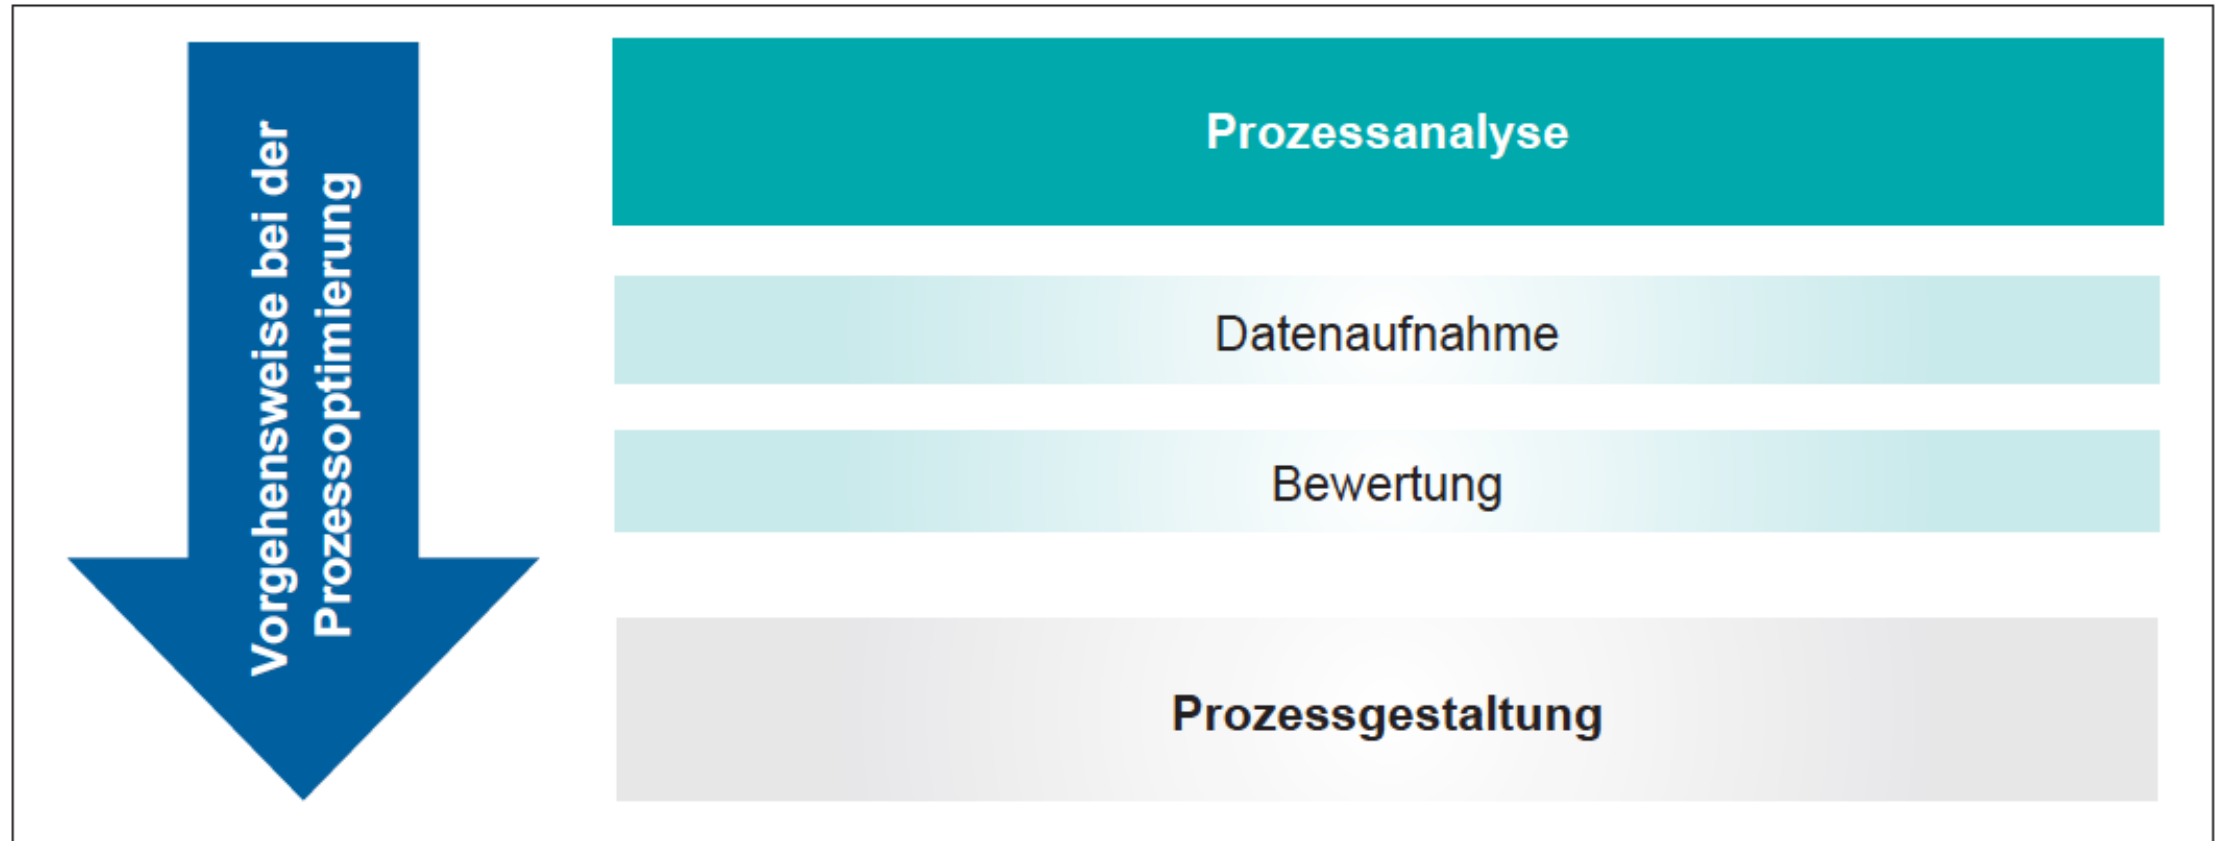 Vorgehensweise bei der
Prozessoptimierung
Prozessanalyse
Datenaufnahme
Bewertung
Prozessgestaltung